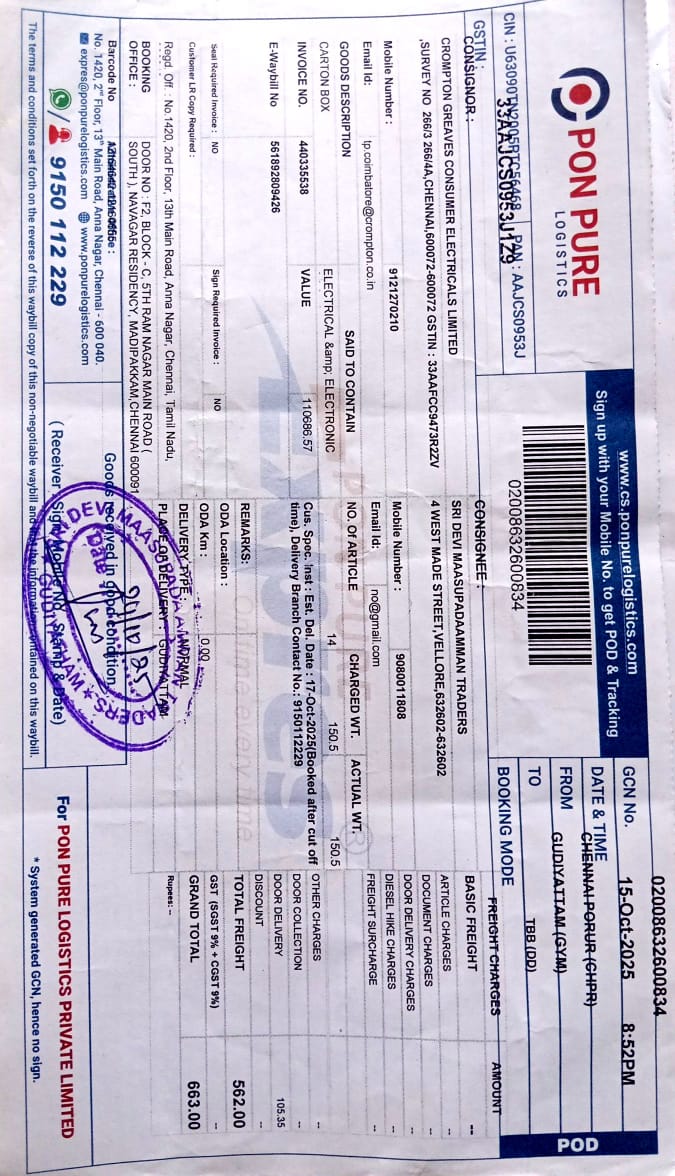 PON PURE
LOGISTICS
CIN : U63090TN2005PTC56468 PAN : AAJCS0953J
GSTIN : 33AAJCS0953J1Z9
www.cs.ponpurelogistics.com
Sign up with your Mobile No. to get POD & Tracking
02008632600834
GCN No. 02008632600834
DATE & TIME 15-Oct-2025 8:52PM
FROM CHENNAI PORUR (CHPR)
TO GUDIYATTAM (GYM)
BOOKING MODE TBB (DD)
POD
CONSIGNOR :
CROMPTON GREAVES CONSUMER ELECTRICALS LIMITED
,SURVEY NO 266/3 266/4A,CHENNAI,600072-600072 GSTIN : 33AAFCC9473R2ZV
Mobile Number : 9121270210
Email Id: tp.coimbalore@crompton.co.in
CONSIGNEE :
SRI DEVI MAASUPADAAMMAN TRADERS
4 WEST MADE STREET,VELLORE,632602-632602
Mobile Number : 9080011808
Email Id: no@gmail.com
GOODS DESCRIPTION SAID TO CONTAIN NO. OF ARTICLE 14 CHARGED WT. 150.5 ACTUAL WT. 150.5
CARTON BOX ELECTRICAL &amp; ELECTRONIC
INVOICE NO. 440335538 VALUE 110686.57
E-Waybill No 561892809426
Cus. Spec. Inst : Est. Del. Date : 17-Oct-2025(Booked after cut off
time), Delivery Branch Contact No.: 9150112229
Seal Required Invoice : NO Sign Required Invoice : NO
Customer LR Copy Required :
REMARKS:
ODA Location :
ODA Km : 0.00
DELIVERY TYPE : NORMAL
PLACE OF DELIVERY : GUDIYATTAM
Regd. Off. : No.1420, 2nd Floor, 13th Main Road, Anna Nagar, Chennai, Tamil Nadu,
BOOKING OFFICE : DOOR NO : F2, BLOCK - C, 5TH RAM NAGAR MAIN ROAD (
SOUTH ), NAVAGAR RESIDENCY, MADIPAKKAM,CHENNAI 600091
FREIGHT CHARGES AMOUNT
BASIC FREIGHT --
ARTICLE CHARGES --
DOCUMENT CHARGES --
DOOR DELIVERY CHARGES --
DIESEL HIKE CHARGES --
FREIGHT SURCHARGE --
OTHER CHARGES --
DOOR COLLECTION --
DOOR DELIVERY 105.35
DISCOUNT --
TOTAL FREIGHT 562.00
GST (SGST 9% + CGST 9%) --
GRAND TOTAL 663.00
Rupees: --
Barcode No
No. 1420, 2nd Floor, 13th Main Road, Anna Nagar, Chennai - 600 040.
expres@ponpurelogistics.com www.ponpurelogistics.com
9150 112 229
Goods received in good condition
Date
( Receiver Sign, Mobile No., Stamp & Date)
SRI DEVI MAASUPADA AMMAN TRADERS
GUDIYATHAM
For PON PURE LOGISTICS PRIVATE LIMITED
* System generated GCN, hence no sign.
The terms and conditions set forth on the reverse of this waybill copy of this non-negotiable waybill and the information contained on this waybill.
On time every time